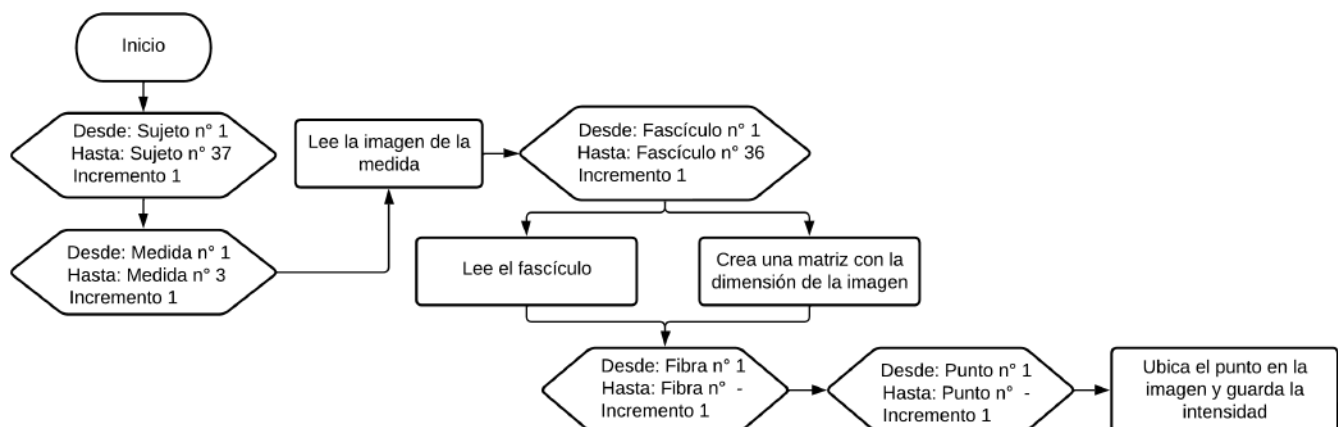 Inicio
Desde: Sujeto n° 1
Hasta: Sujeto n° 37
Incremento 1
Desde: Medida n° 1
Hasta: Medida n° 3
Incremento 1
Lee la imagen de la
medida
Desde: Fascículo n° 1
Hasta: Fascículo n° 36
Incremento 1
Lee el fascículo
Crea una matriz con la
dimensión de la imagen
Desde: Fibra n° 1
Hasta: Fibra n° -
Incremento 1
Desde: Punto n° 1
Hasta: Punto n° -
Incremento 1
Ubica el punto en la
imagen y guarda la
intensidad